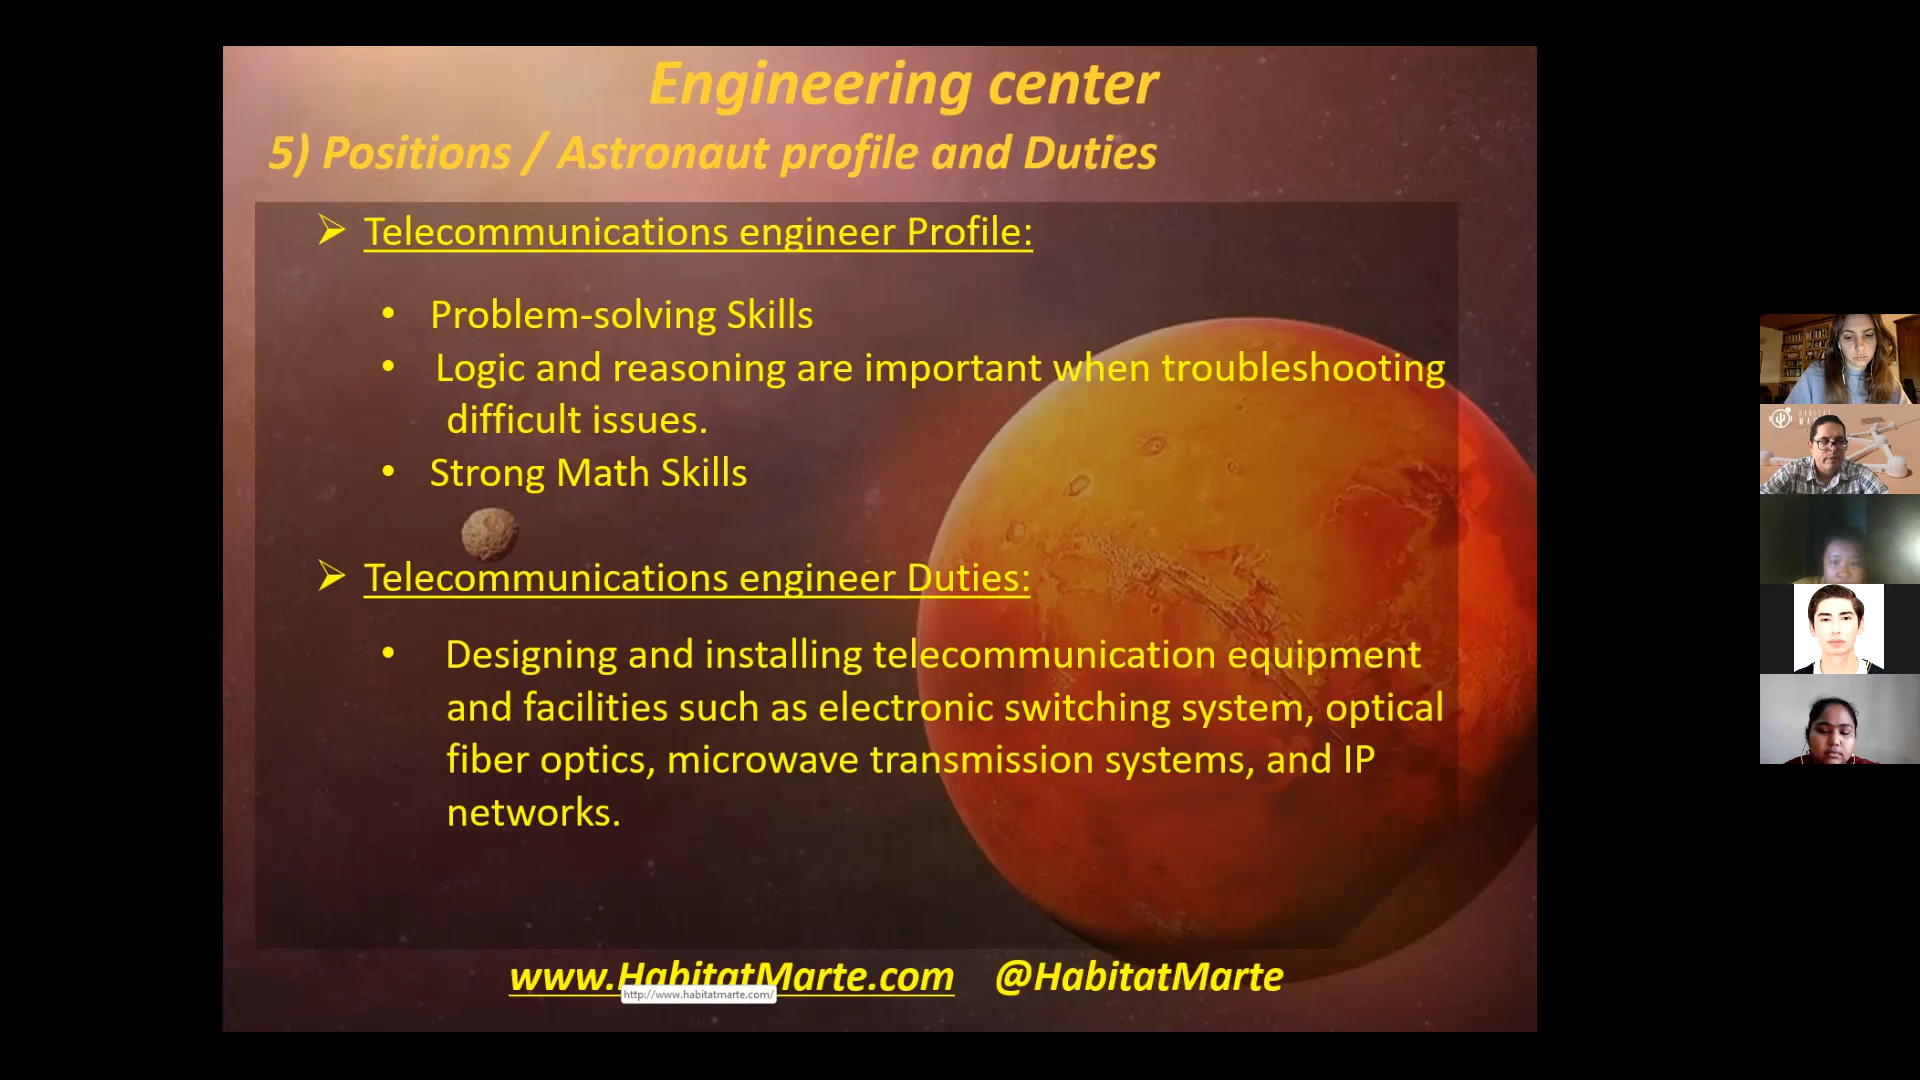 Engineering center
5) Positions / Astronaut profile and Duties
➢ Telecommunications engineer Profile:
• Problem-solving Skills
• Logic and reasoning are important when troubleshooting
difficult issues.
• Strong Math Skills
➢ Telecommunications engineer Duties:
• Designing and installing telecommunication equipment
and facilities such as electronic switching system, optical
fiber optics, microwave transmission systems, and IP
networks.
www.HabitatMarte.com @HabitatMarte
http://www.habitatmarte.com/